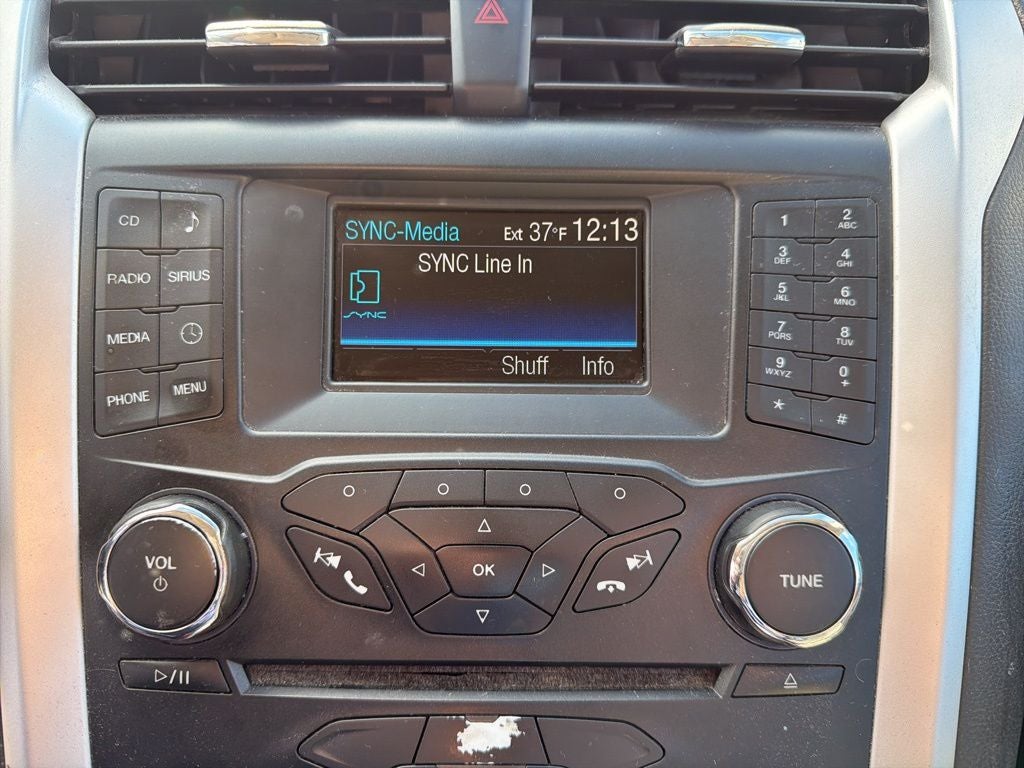 CD
RADIO
SIRIUS
MEDIA
PHONE
MENU
SYNC-Media
Ext 37°F 12:13
SYNC Line In
SYNC
Shuff
Info
1
2
ABC
3
DEF
4
GHI
5
JKL
6
MNO
7
PQRS
8
TUV
9
WXYZ
0
+
*
#
VOL
OK
TUNE